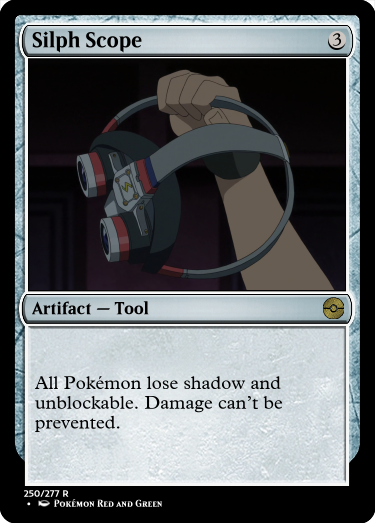 Silph Scope 3
Artifact — Tool
All Pokémon lose shadow and
unblockable. Damage can't be
prevented.
250/277 R
• Pokémon Red and Green